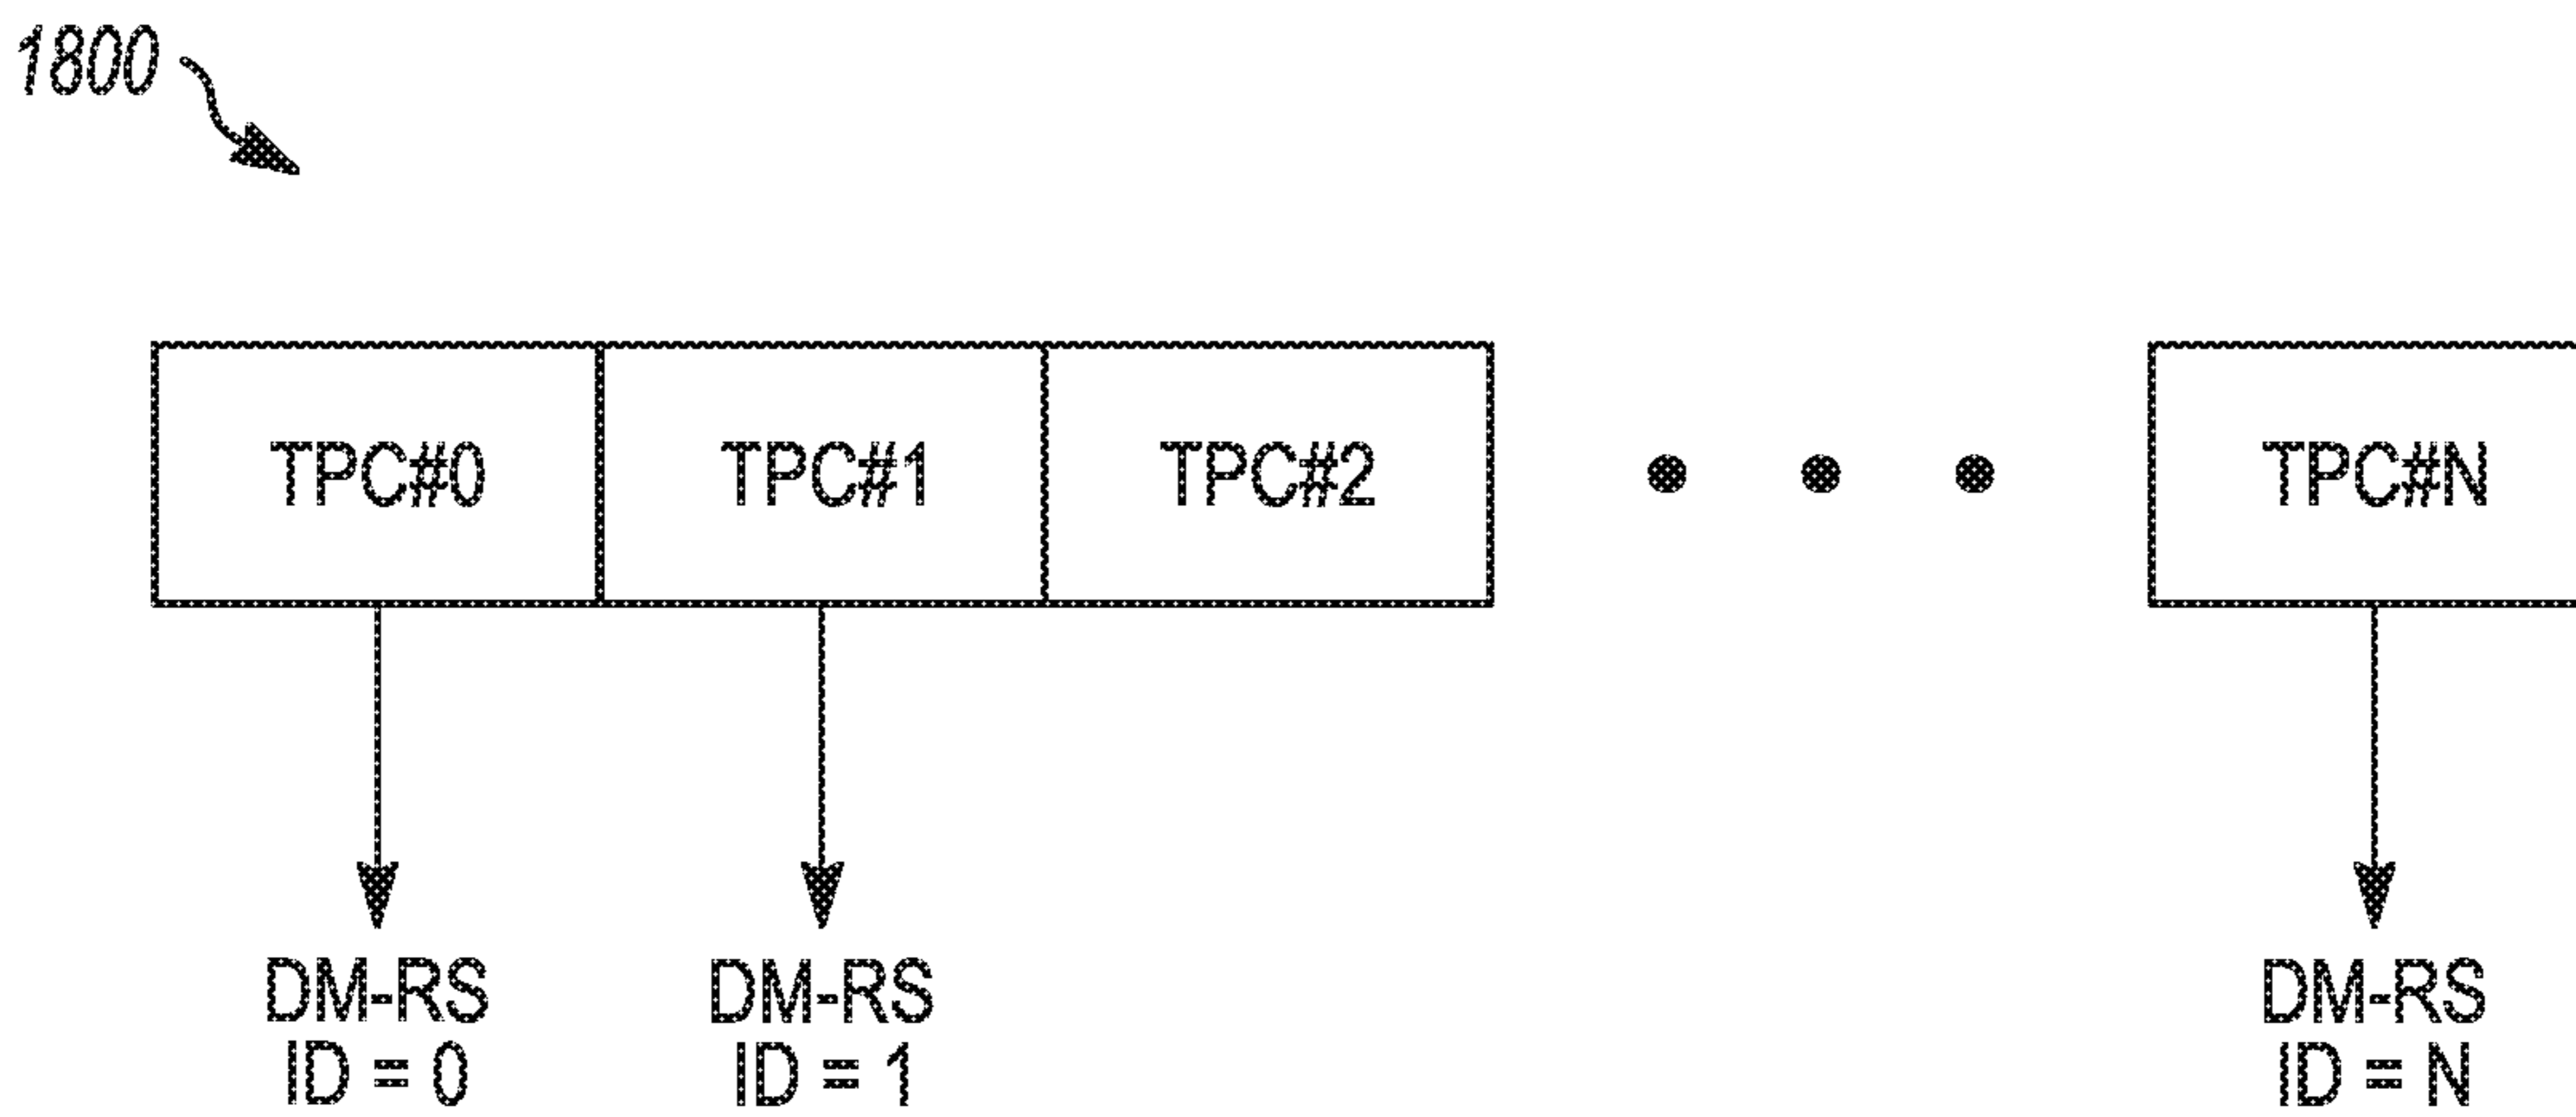 1800
TPC#0 TPC#1 TPC#2 TPC#N
DM-RS DM-RS DM-RS
ID = 0 ID = 1 ID = N